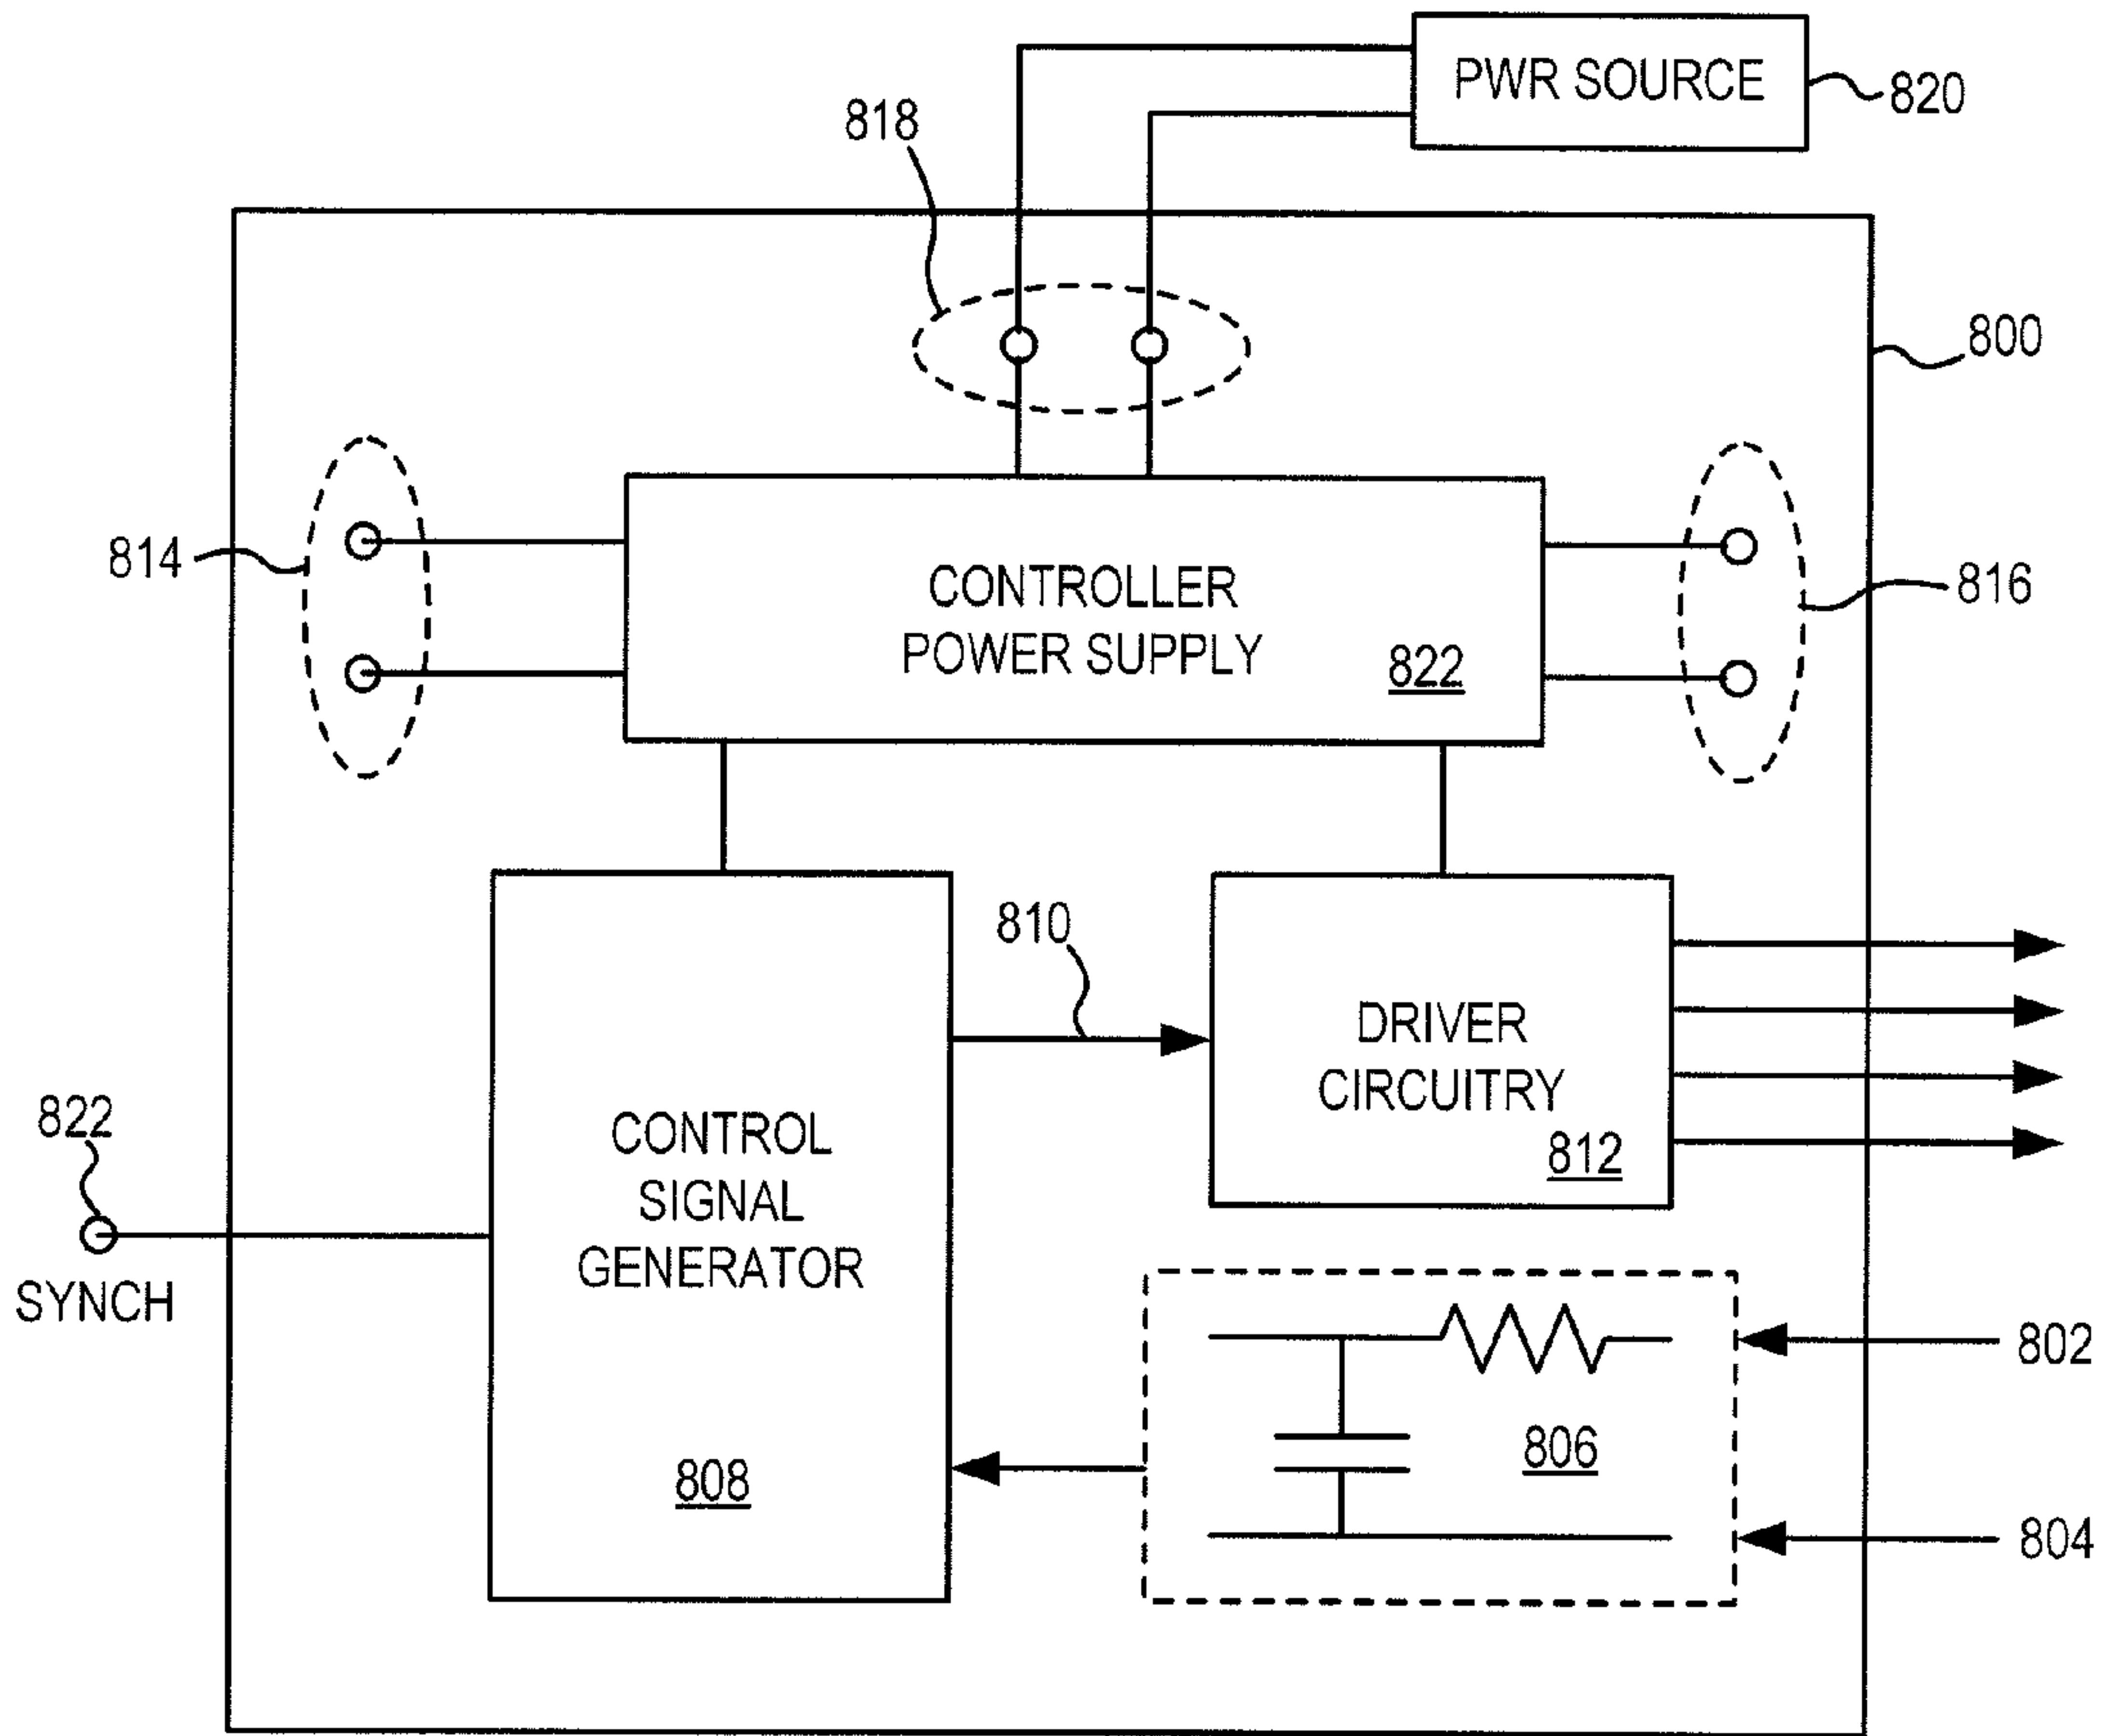 PWR SOURCE
820
818
800
814
CONTROLLER
POWER SUPPLY
822
816
810
DRIVER
CIRCUITRY
812
822
SYNCH
CONTROL
SIGNAL
GENERATOR
808
802
806
804